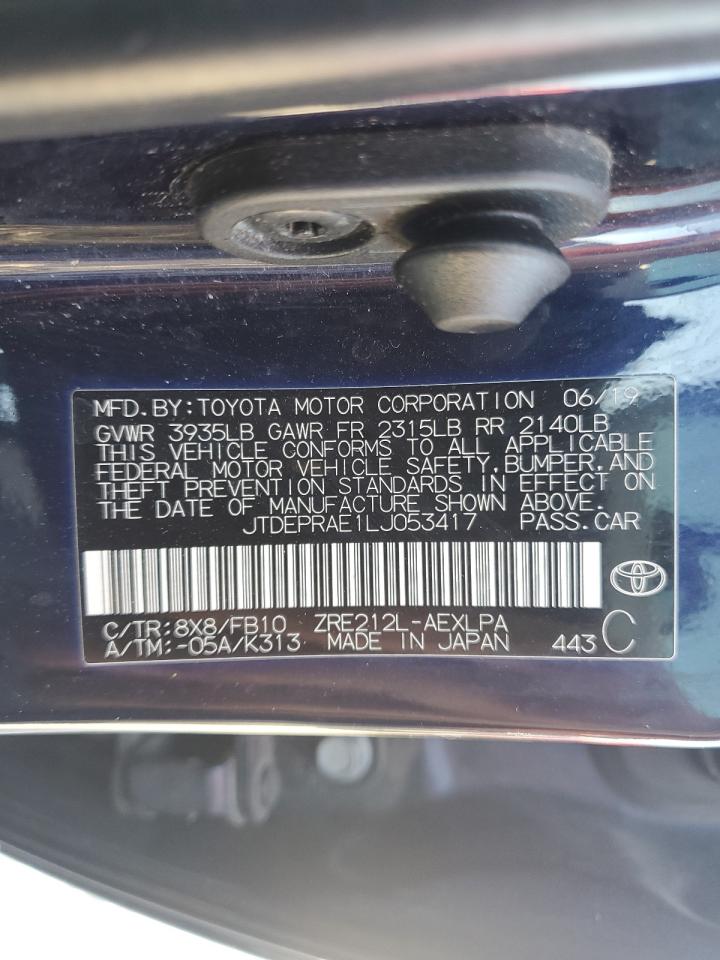 MFD. BY: TOYOTA MOTOR CORPORATION 06/19
GVWR 3935LB GAWR FR 2315LB RR 2140LB
THIS VEHICLE CONFORMS TO ALL APPLICABLE
FEDERAL MOTOR VEHICLE SAFETY, BUMPER, AND
THEFT PREVENTION STANDARDS IN EFFECT ON
THE DATE OF MANUFACTURE SHOWN ABOVE.
JTDEPRAE1LJ053417 PASS.CAR
C/TR: 8X8/FB10 ZRE212L-AEXLPA
A/TM: -05A/K313 MADE IN JAPAN 443 C